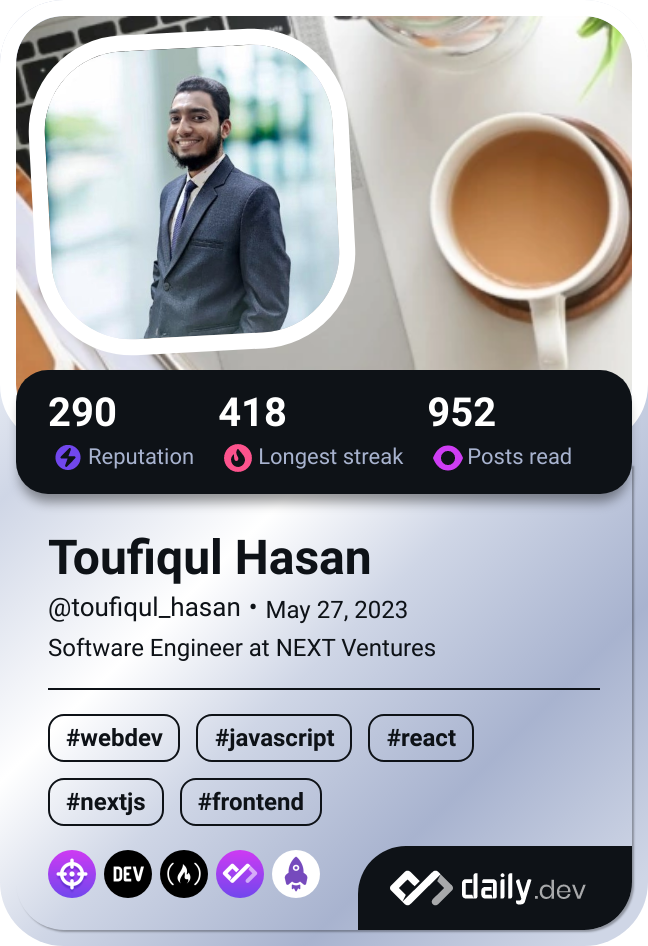 290 418 952
Reputation Longest streak Posts read
Toufiqul Hasan
@toufiqul_hasan • May 27, 2023
Software Engineer at NEXT Ventures
#webdev #javascript #react
#nextjs #frontend
DEV
daily.dev